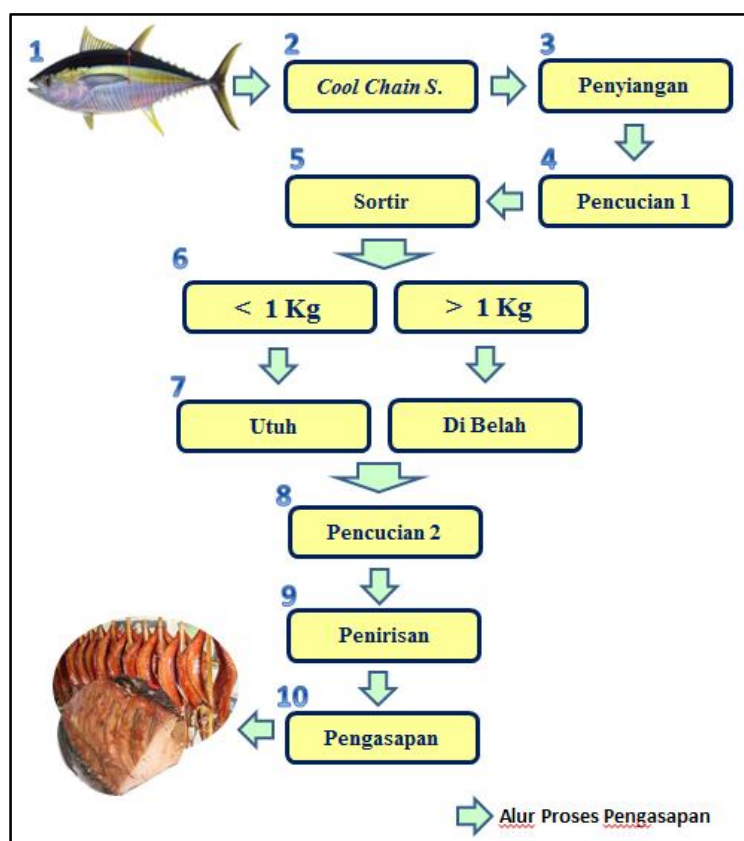 1
2
Cool Chain S.
3
Penyiangan
4
Pencucian 1
5
Sortir
6
< 1 Kg
> 1 Kg
7
Utuh
Di Belah
8
Pencucian 2
9
Penirisan
10
Pengasapan
Alur Proses Pengasapan